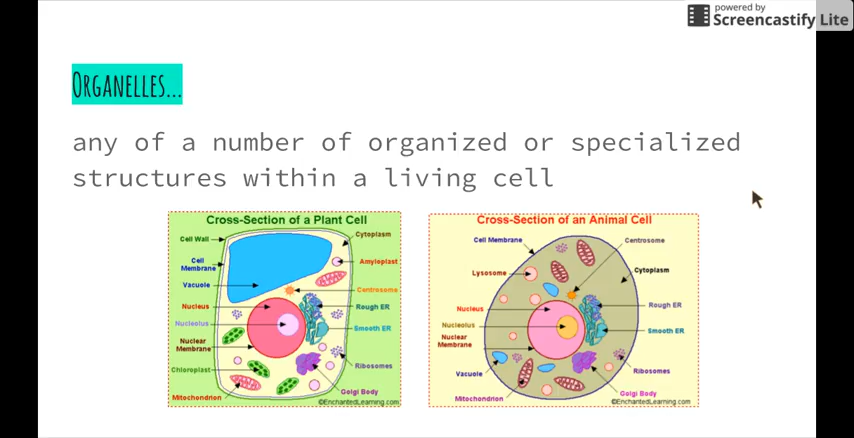 powered by
Screencastify Lite
ORGANELLES...
any of a number of organized or specialized
structures within a living cell
Cross-Section of a Plant Cell
Cell Wall
Cytoplasm
Cell
Membrane
Amyloplast
Vacuole
Centrosome
Nucleus
Rough ER
Nucleolus
Smooth ER
Nuclear
Membrane
Chloroplast
Ribosomes
Mitochondrion
Golgi Body
©EnchantedLearning.com
Cross-Section of an Animal Cell
Cell Membrane
Centrosome
Lysosome
Cytoplasm
Nucleus
Rough ER
Nucleolus
Smooth ER
Nuclear
Membrane
Vacuole
Ribosomes
Mitochondrion
Golgi Body
©EnchantedLearning.com